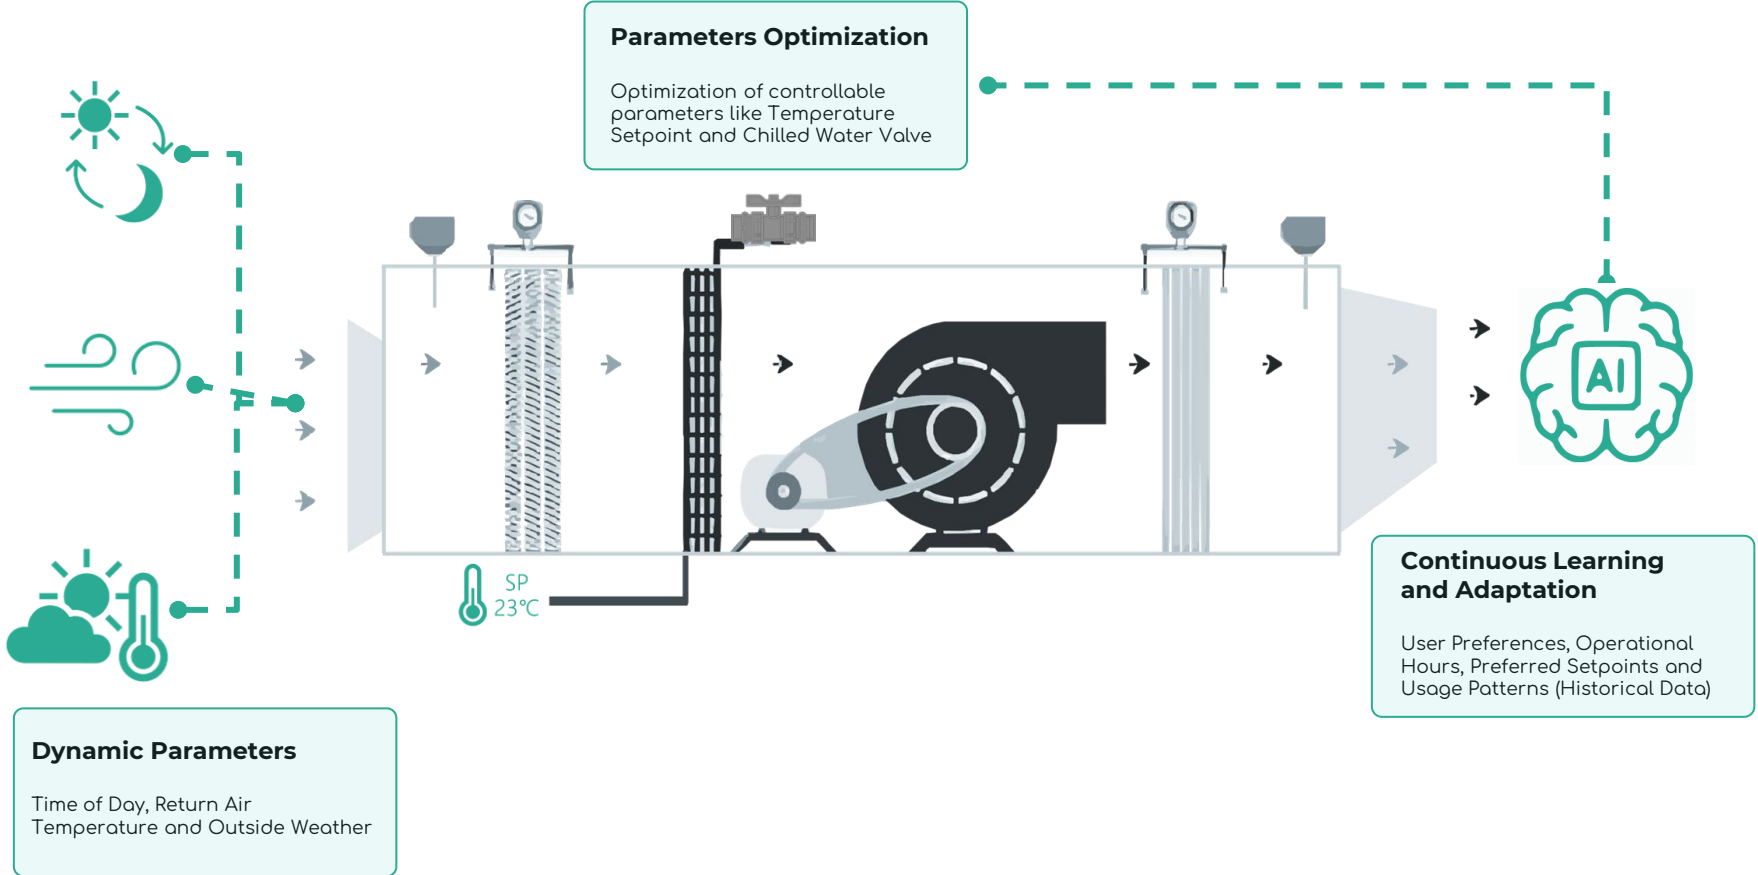 Parameters Optimization
Optimization of controllable
parameters like Temperature
Setpoint and Chilled Water Valve
AI
SP
23°C
Continuous Learning
and Adaptation
User Preferences, Operational
Hours, Preferred Setpoints and
Usage Patterns (Historical Data)
Dynamic Parameters
Time of Day, Return Air
Temperature and Outside Weather